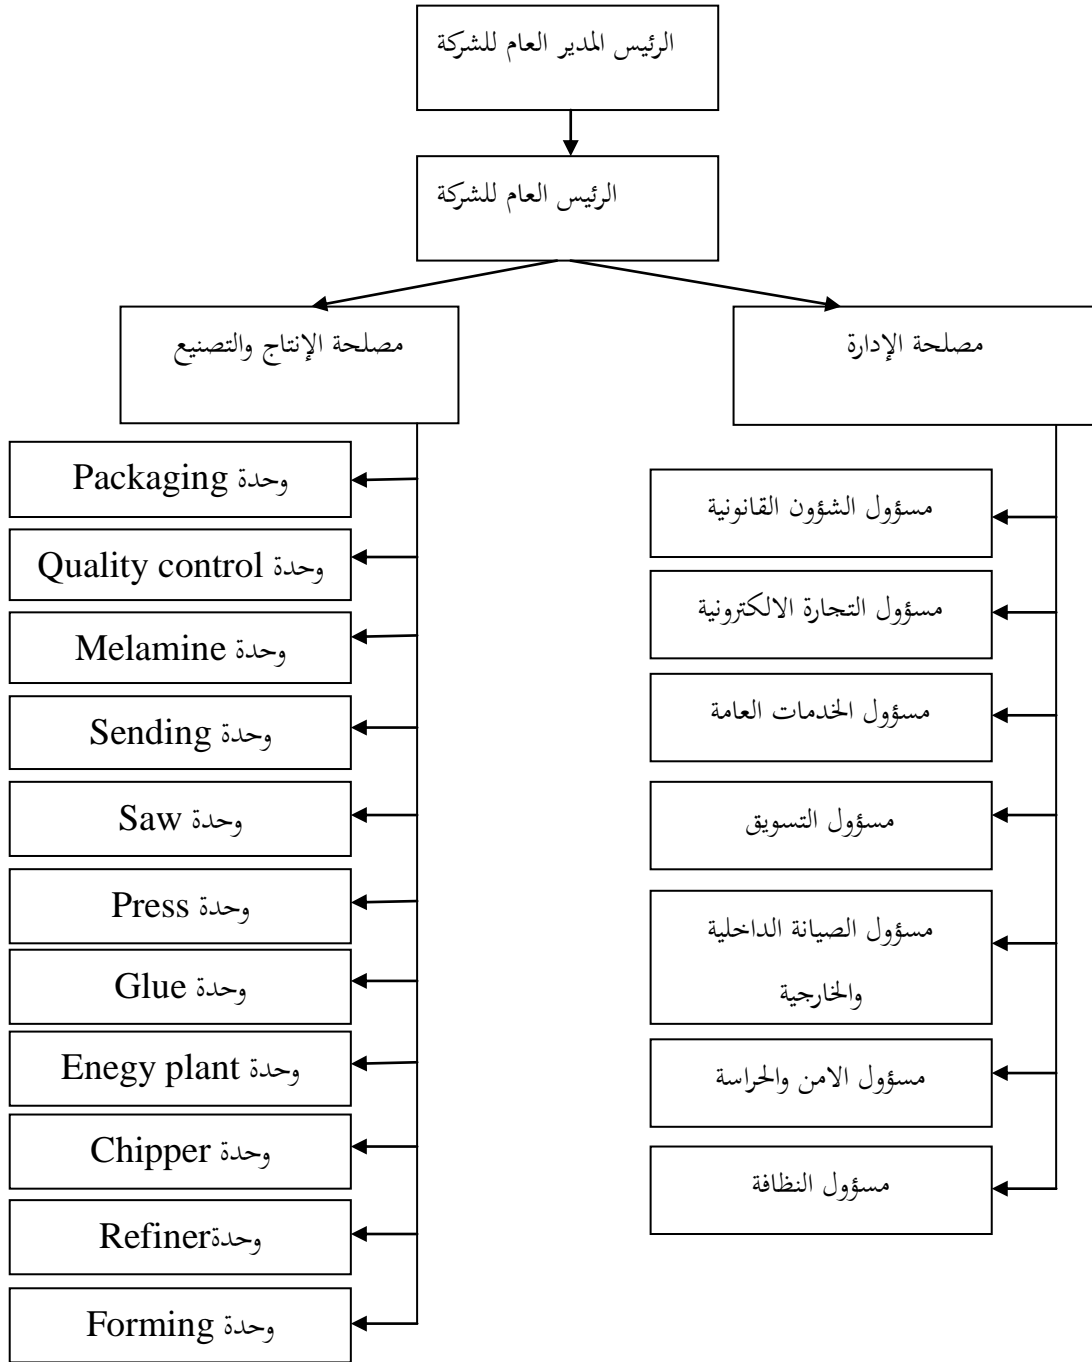 الرئيس المدير العام للشركة
الرئيس العام للشركة
مصلحة الإدارة
مصلحة الإنتاج والتصنيع
مسؤول الشؤون القانونية
مسؤول التجارة الالكترونية
مسؤول الخدمات العامة
مسؤول التسويق
مسؤول الصيانة الداخلية
والخارجية
مسؤول الامن والحراسة
مسؤول النظافة
وحدة Packaging
وحدة Quality control
وحدة Melamine
وحدة Sending
وحدة Saw
وحدة Press
وحدة Glue
وحدة Enegy plant
وحدة Chipper
وحدةRefiner
وحدة Forming